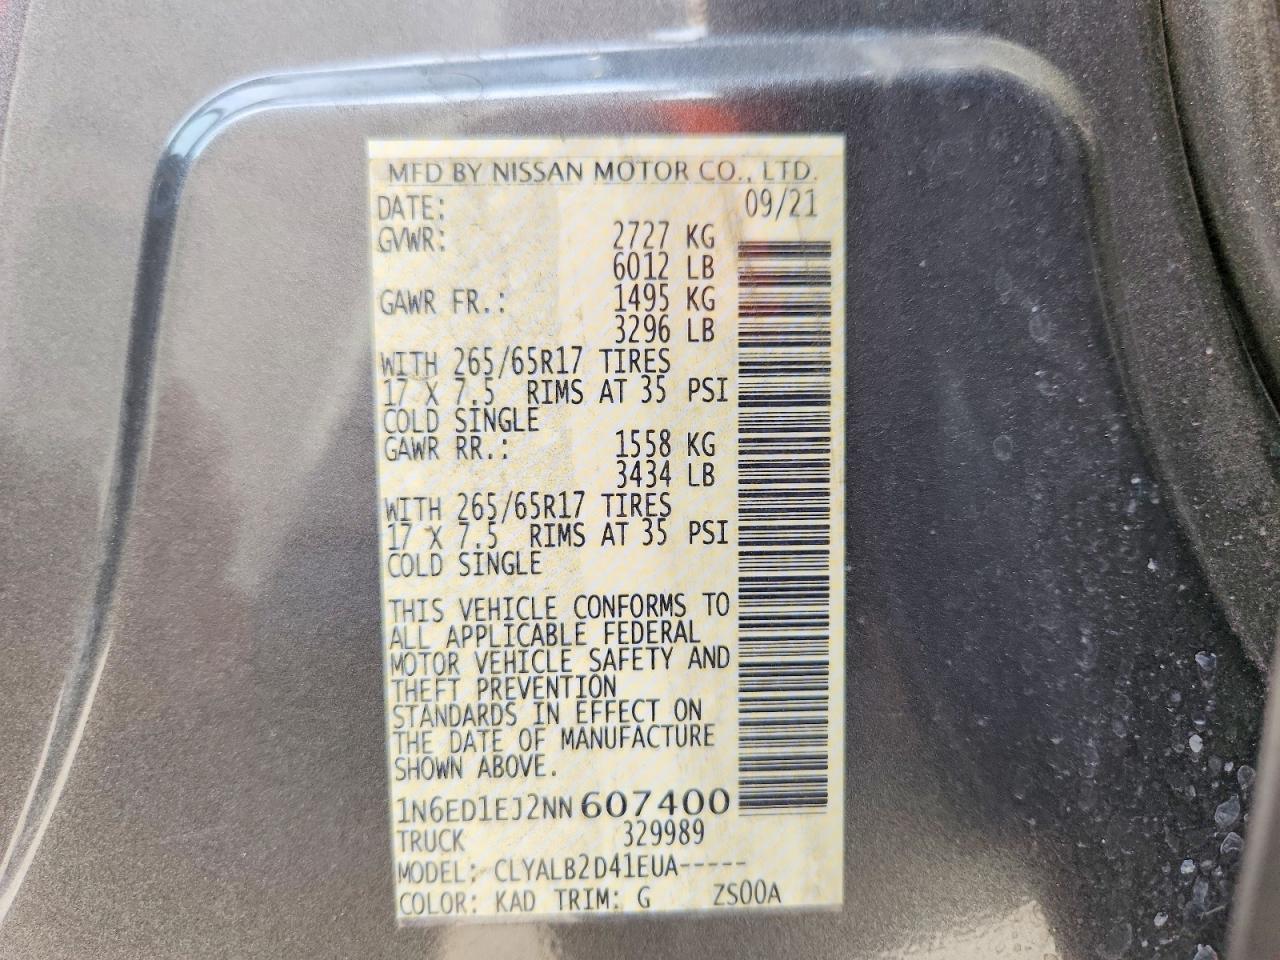 MFD BY NISSAN MOTOR CO., LTD.
DATE: 09/21
GVWR: 2727 KG
6012 LB
GAWR FR.: 1495 KG
3296 LB
WITH 265/65R17 TIRES
17 X 7.5 RIMS AT 35 PSI
COLD SINGLE
GAWR RR.: 1558 KG
3434 LB
WITH 265/65R17 TIRES
17 X 7.5 RIMS AT 35 PSI
COLD SINGLE
THIS VEHICLE CONFORMS TO
ALL APPLICABLE FEDERAL
MOTOR VEHICLE SAFETY AND
THEFT PREVENTION
STANDARDS IN EFFECT ON
THE DATE OF MANUFACTURE
SHOWN ABOVE.
1N6ED1EJ2NN607400
TRUCK 329989
MODEL: CLYALB2D41EUA-----
COLOR: KAD TRIM: G ZS00A